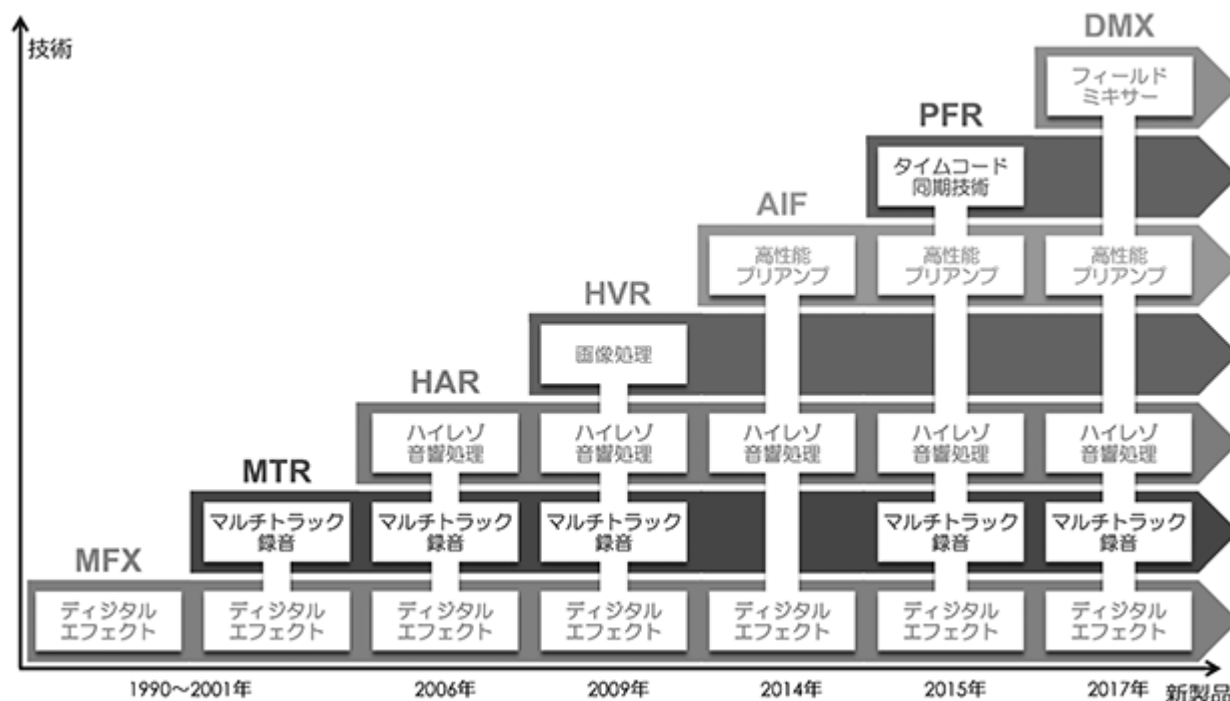 技術
DMX
フィールド
ミキサー
PFR
タイムコード
同期技術
AIF
高性能
プリアンプ
高性能
プリアンプ
高性能
プリアンプ
HVR
画像処理
HAR
ハイレゾ
音響処理
ハイレゾ
音響処理
ハイレゾ
音響処理
ハイレゾ
音響処理
ハイレゾ
音響処理
MTR
マルチトラック
録音
マルチトラック
録音
マルチトラック
録音
マルチトラック
録音
マルチトラック
録音
MFX
ディジタル
エフェクト
ディジタル
エフェクト
ディジタル
エフェクト
ディジタル
エフェクト
ディジタル
エフェクト
ディジタル
エフェクト
ディジタル
エフェクト
1990～2001年
2006年
2009年
2014年
2015年
2017年
新製品